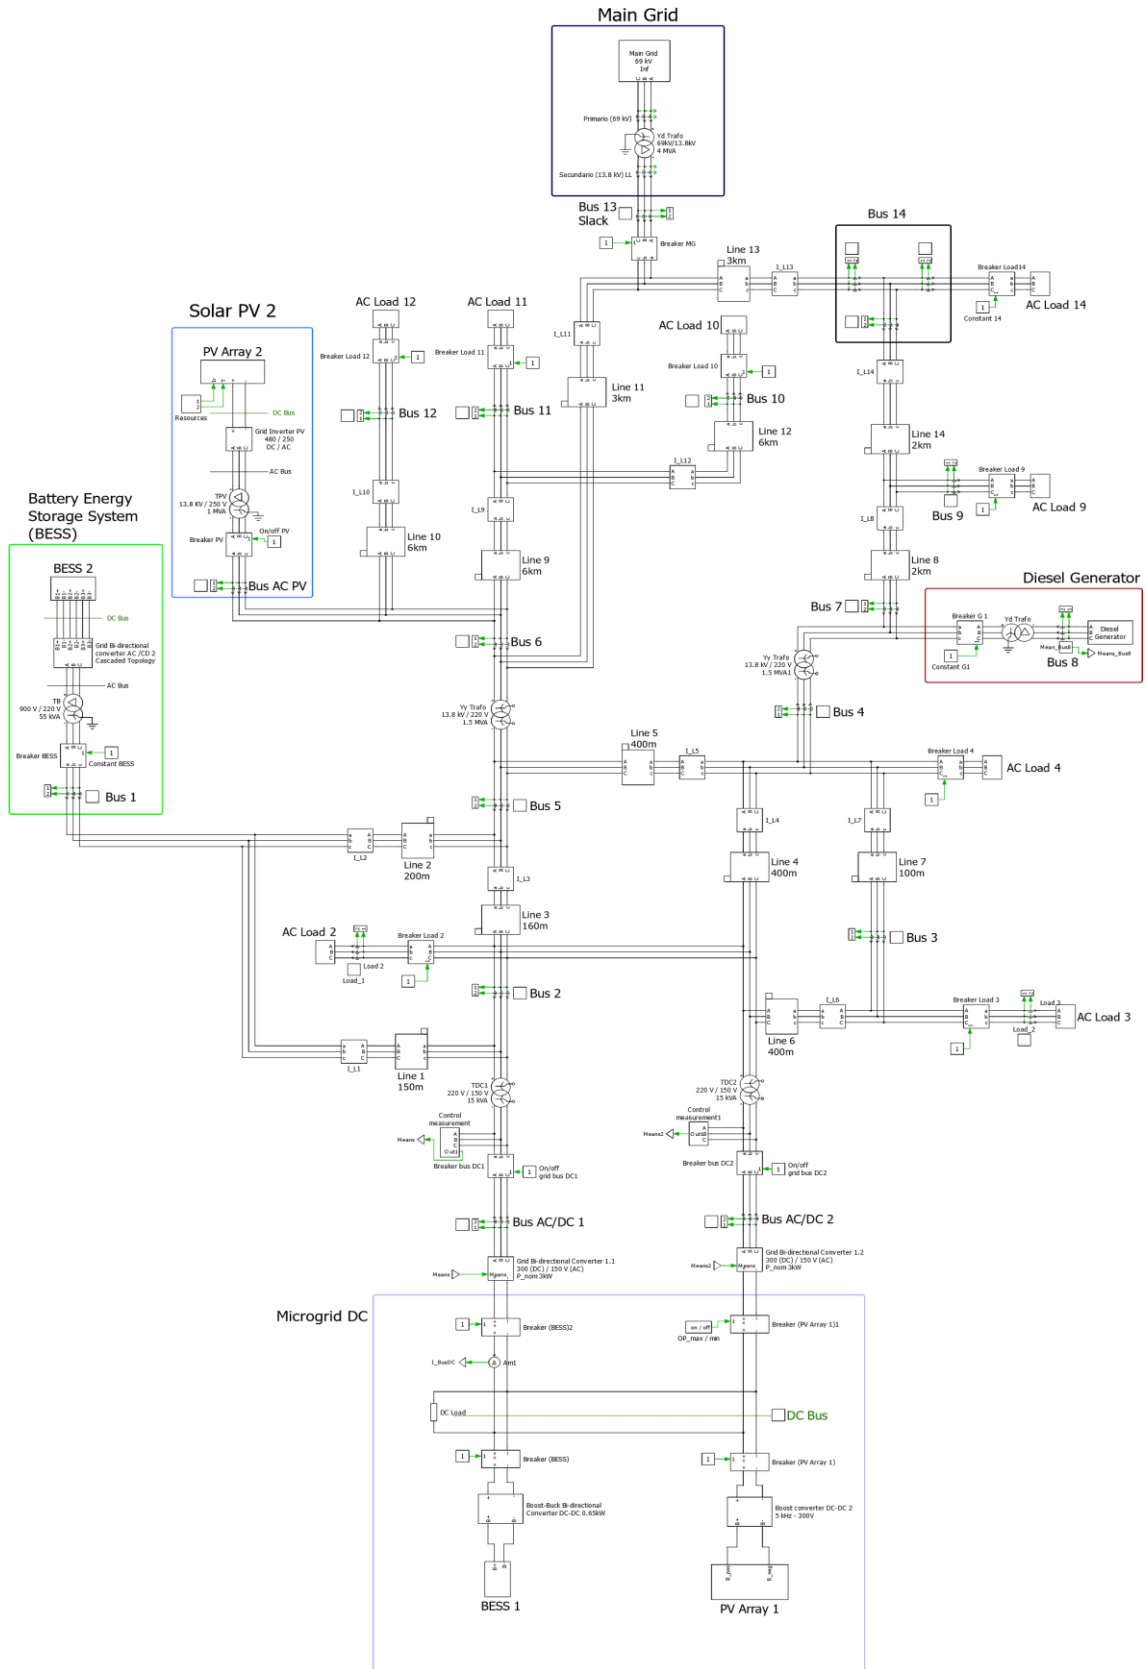 Main Grid
Main Grid
69 kV
Inf
Primario (69 kV)
Yd Trafo
69kV/13.8kV
4 MVA
Secundario (13.8 kV) LL
Bus 13
Slack
Breaker MG
Bus 14
Line 13
3km
I_L13
Breaker Load14
AC Load 14
Constant 14
Solar PV 2
PV Array 2
Resources
DC Bus
Grid Inverter PV
480 / 250
DC / AC
AC Bus
TPV
13.8 kV / 250 V
1 MVA
Breaker PV
On/off PV
Bus AC PV
AC Load 12
Breaker Load 12
Bus 12
I_L10
Line 10
6km
AC Load 11
Breaker Load 11
Bus 11
I_L9
Line 9
6km
I_L11
Line 11
3km
AC Load 10
Breaker Load 10
Bus 10
Line 12
6km
I_L12
I_L14
Line 14
2km
Breaker Load 9
AC Load 9
Bus 9
I_L8
Line 8
2km
Bus 7
Diesel Generator
Breaker G 1
Yd Trafo
Diesel
Generator
Constant G1
Mean_Bus8
Means_Bus8
Bus 8
Battery Energy
Storage System
(BESS)
BESS 2
DC Bus
Grid Bi-directional
converter AC /CD 2
Cascaded Topology
AC Bus
TB
900 V / 220 V
55 kVA
Breaker BESS
Constant BESS
Bus 1
Bus 6
Yy Trafo
13.8 kV / 220 V
1.5 MVA
Yy Trafo
13.8 kV / 220 V
1.5 MVA1
Bus 4
Line 5
400m
I_L5
Breaker Load 4
AC Load 4
Bus 5
I_L2
Line 2
200m
I_L3
Line 3
160m
I_L4
Line 4
400m
I_L7
Line 7
100m
Bus 3
AC Load 2
Load 2
Load_1
Breaker Load 2
Bus 2
I_L1
Line 1
150m
Line 6
400m
I_L6
Breaker Load 3
Load_3
Load_2
AC Load 3
TDC1
220 V / 150 V
15 kVA
Control
measurement
Means
Out1
Breaker bus DC1
On/off
grid bus DC1
TDC2
220 V / 150 V
15 kVA
Control
measurement1
Means2
Out1
Breaker bus DC2
On/off
grid bus DC2
Bus AC/DC 1
Bus AC/DC 2
Grid Bi-directional Converter 1.1
300 (DC) / 150 V (AC)
P_nom 3kW
Means
Means
Grid Bi-directional Converter 1.2
300 (DC) / 150 V (AC)
P_nom 3kW
Means2
Means
Microgrid DC
Breaker (BESS)2
on / off
OP_max / min
Breaker (PV Array 1)1
I_BusDC
A
Am1
DC Load
DC Bus
Breaker (BESS)
Breaker (PV Array 1)
Boost-Buck Bi-directional
Converter DC-DC 0.65kW
Boost converter DC-DC 2
5 kHz - 300V
BESS 1
PV Array 1